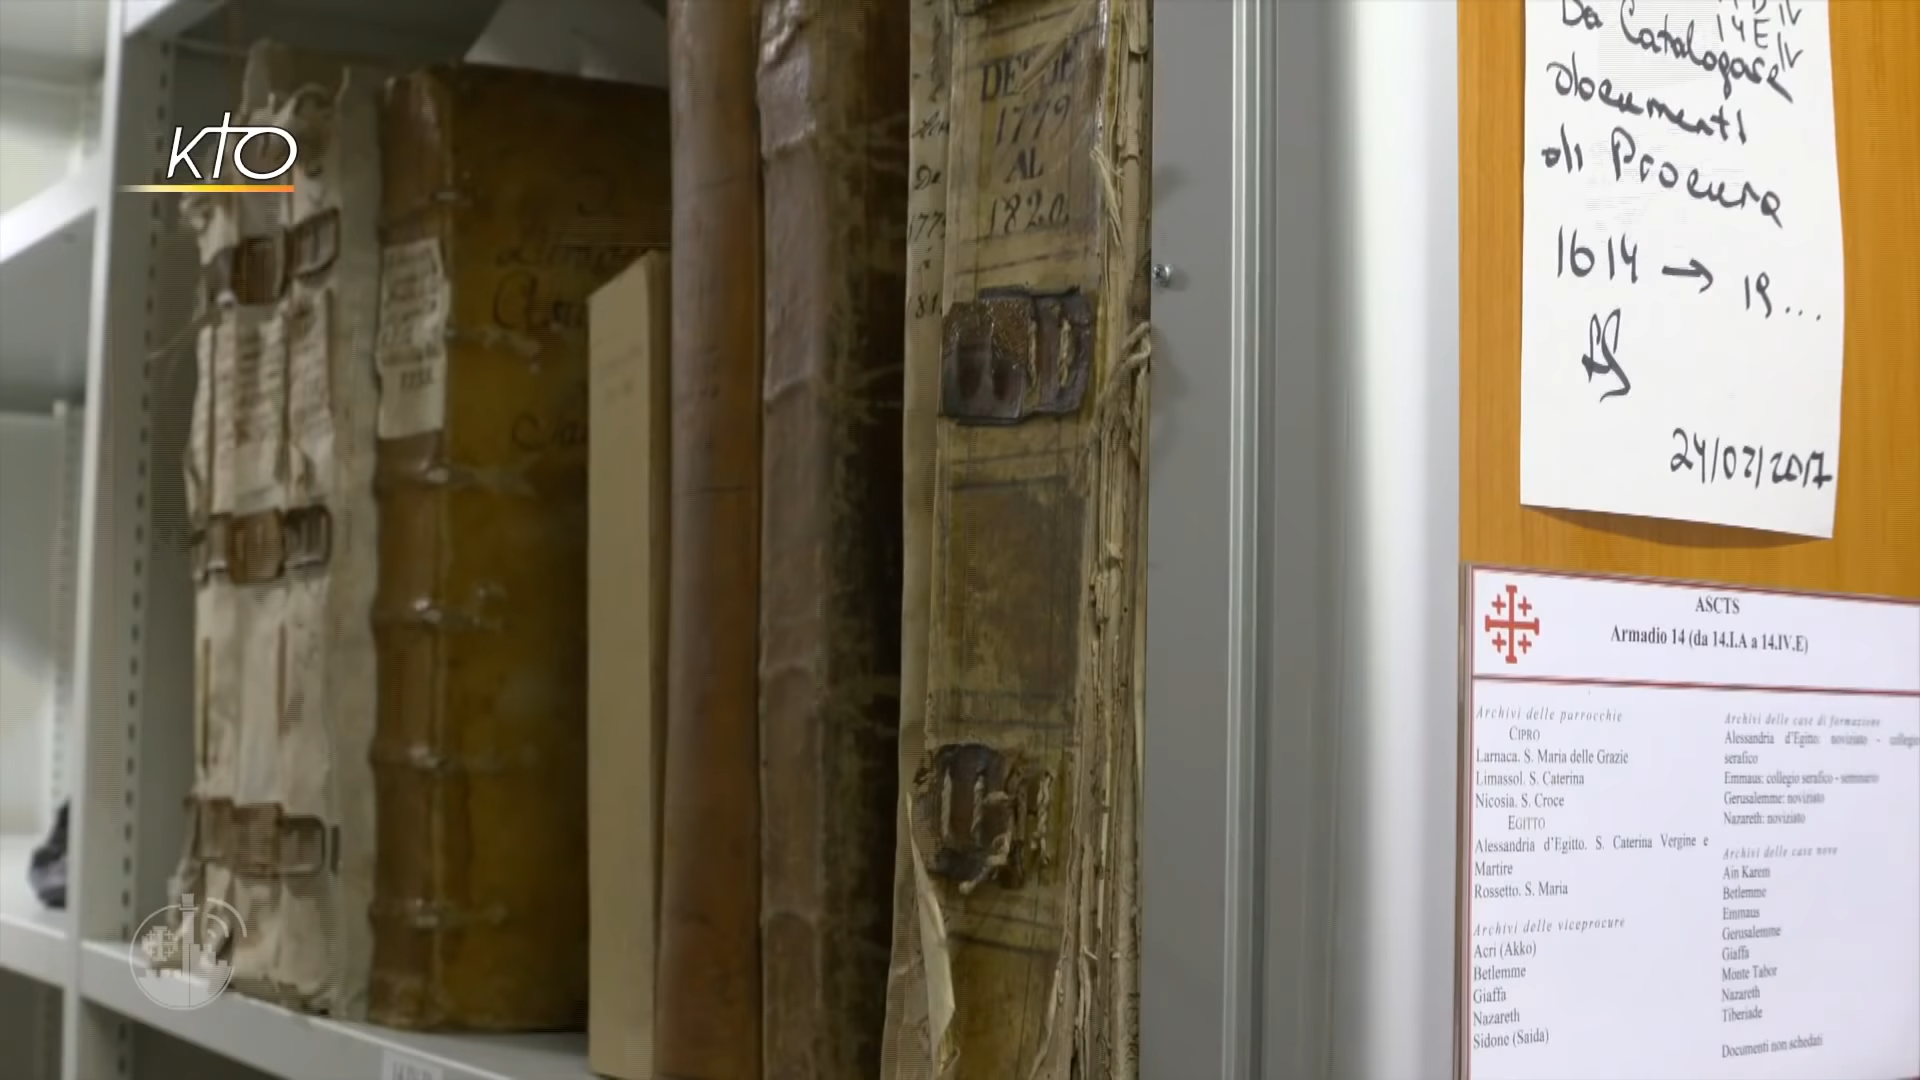 KTO
DESDE
1779
AL
1820
De
14 E IV
Da Catalogare
documenti
di Procura
1614 → 19...
24/02/2017
ASCTS
Armadio 14 (da 14.I.A a 14.IV.E)
Archivi delle parrocchie
CIPRO
Larnaca. S. Maria delle Grazie
Limassol. S. Caterina
Nicosia. S. Croce
EGITTO
Alessandria d'Egitto. S. Caterina Vergine e
Martire
Rossetto. S. Maria
Archivi delle viceprocure
Acri (Akko)
Betlemme
Giaffa
Nazareth
Sidone (Saida)
Archivi delle case di formazione
Alessandria d'Egitto: noviziato - collegio
serafico
Emmaus: collegio serafico - seminario
Gerusalemme: noviziato
Nazareth: noviziato
Archivi delle case nove
Ain Karem
Betlemme
Emmaus
Gerusalemme
Giaffa
Monte Tabor
Nazareth
Tiberiade
Documenti non schedati